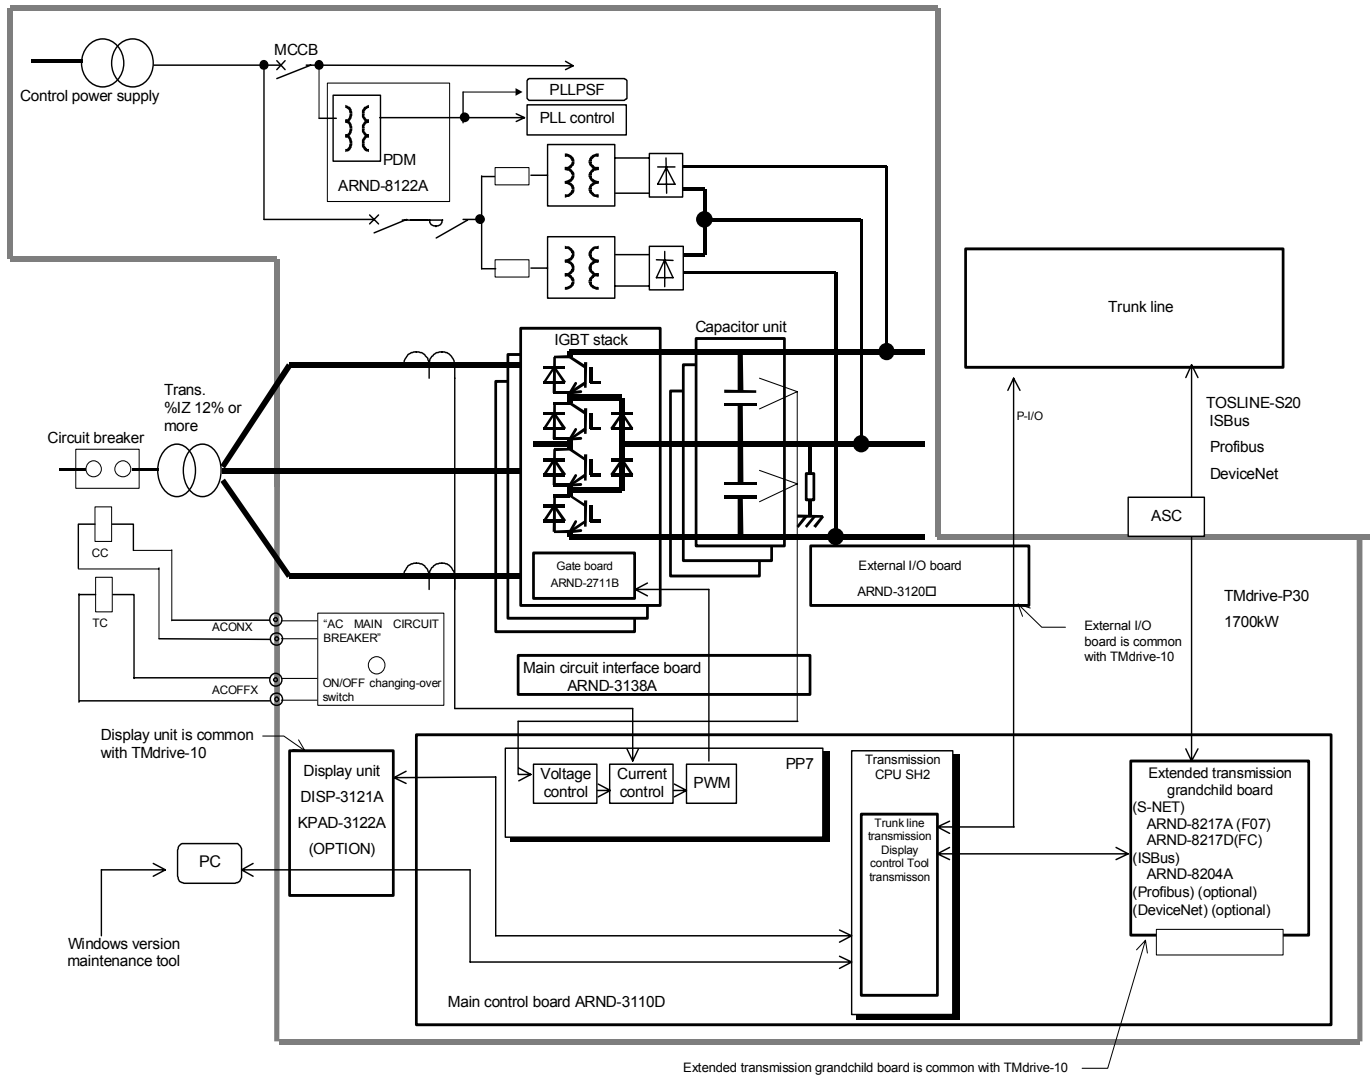 MCCB
Control power supply
PLLPSF
PLL control
PDM
ARND-8122A
Trunk line
IGBT stack
Capacitor unit
Trans.
%IZ 12% or
more
Circuit breaker
P-I/O
TOSLINE-S20
ISBus
Profibus
DeviceNet
ASC
CC
TC
Gate board
ARND-2711B
External I/O board
ARND-3120□
TMdrive-P30
1700kW
External I/O
board is common
with TMdrive-10
ACONX
"AC MAIN CIRCUIT
BREAKER"
ACOFFX
ON/OFF changing-over
switch
Main circuit interface board
ARND-3138A
Display unit is common
with TMdrive-10
Display unit
DISP-3121A
KPAD-3122A
(OPTION)
PP7
Voltage
control
Current
control
PWM
Transmission
CPU SH2
Trunk line
transmission
Display
control Tool
transmisson
Extended transmission
grandchild board
(S-NET)
ARND-8217A (F07)
ARND-8217D(FC)
(ISBus)
ARND-8204A
(Profibus) (optional)
(DeviceNet) (optional)
PC
Windows version
maintenance tool
Main control board ARND-3110D
Extended transmission grandchild board is common with TMdrive-10